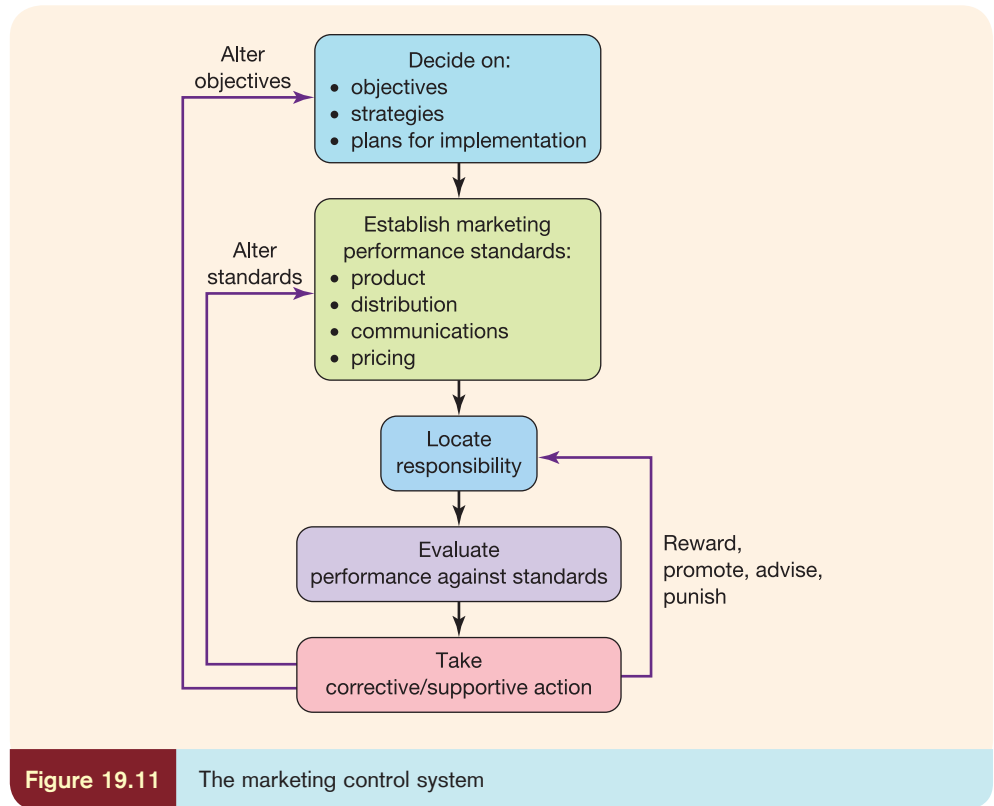 Alter
objectives
Decide on:
• objectives
• strategies
• plans for implementation
Alter
standards
Establish marketing
performance standards:
• product
• distribution
• communications
• pricing
Locate
responsibility
Evaluate
performance against standards
Reward,
promote, advise,
punish
Take
corrective/supportive action
Figure 19.11
The marketing control system